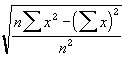 √((n∑x² − (∑x)²) / n²)